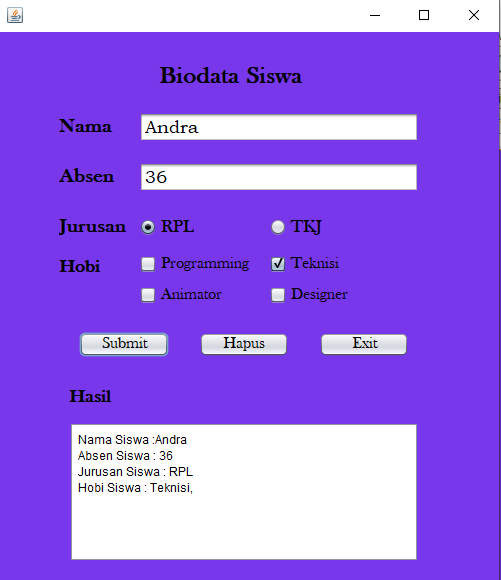 Biodata Siswa
Nama Andra
Absen 36
Jurusan RPL TKJ
Hobi Programming Teknisi
Animator Designer
Submit Hapus Exit
Hasil
Nama Siswa :Andra
Absen Siswa : 36
Jurusan Siswa : RPL
Hobi Siswa : Teknisi,